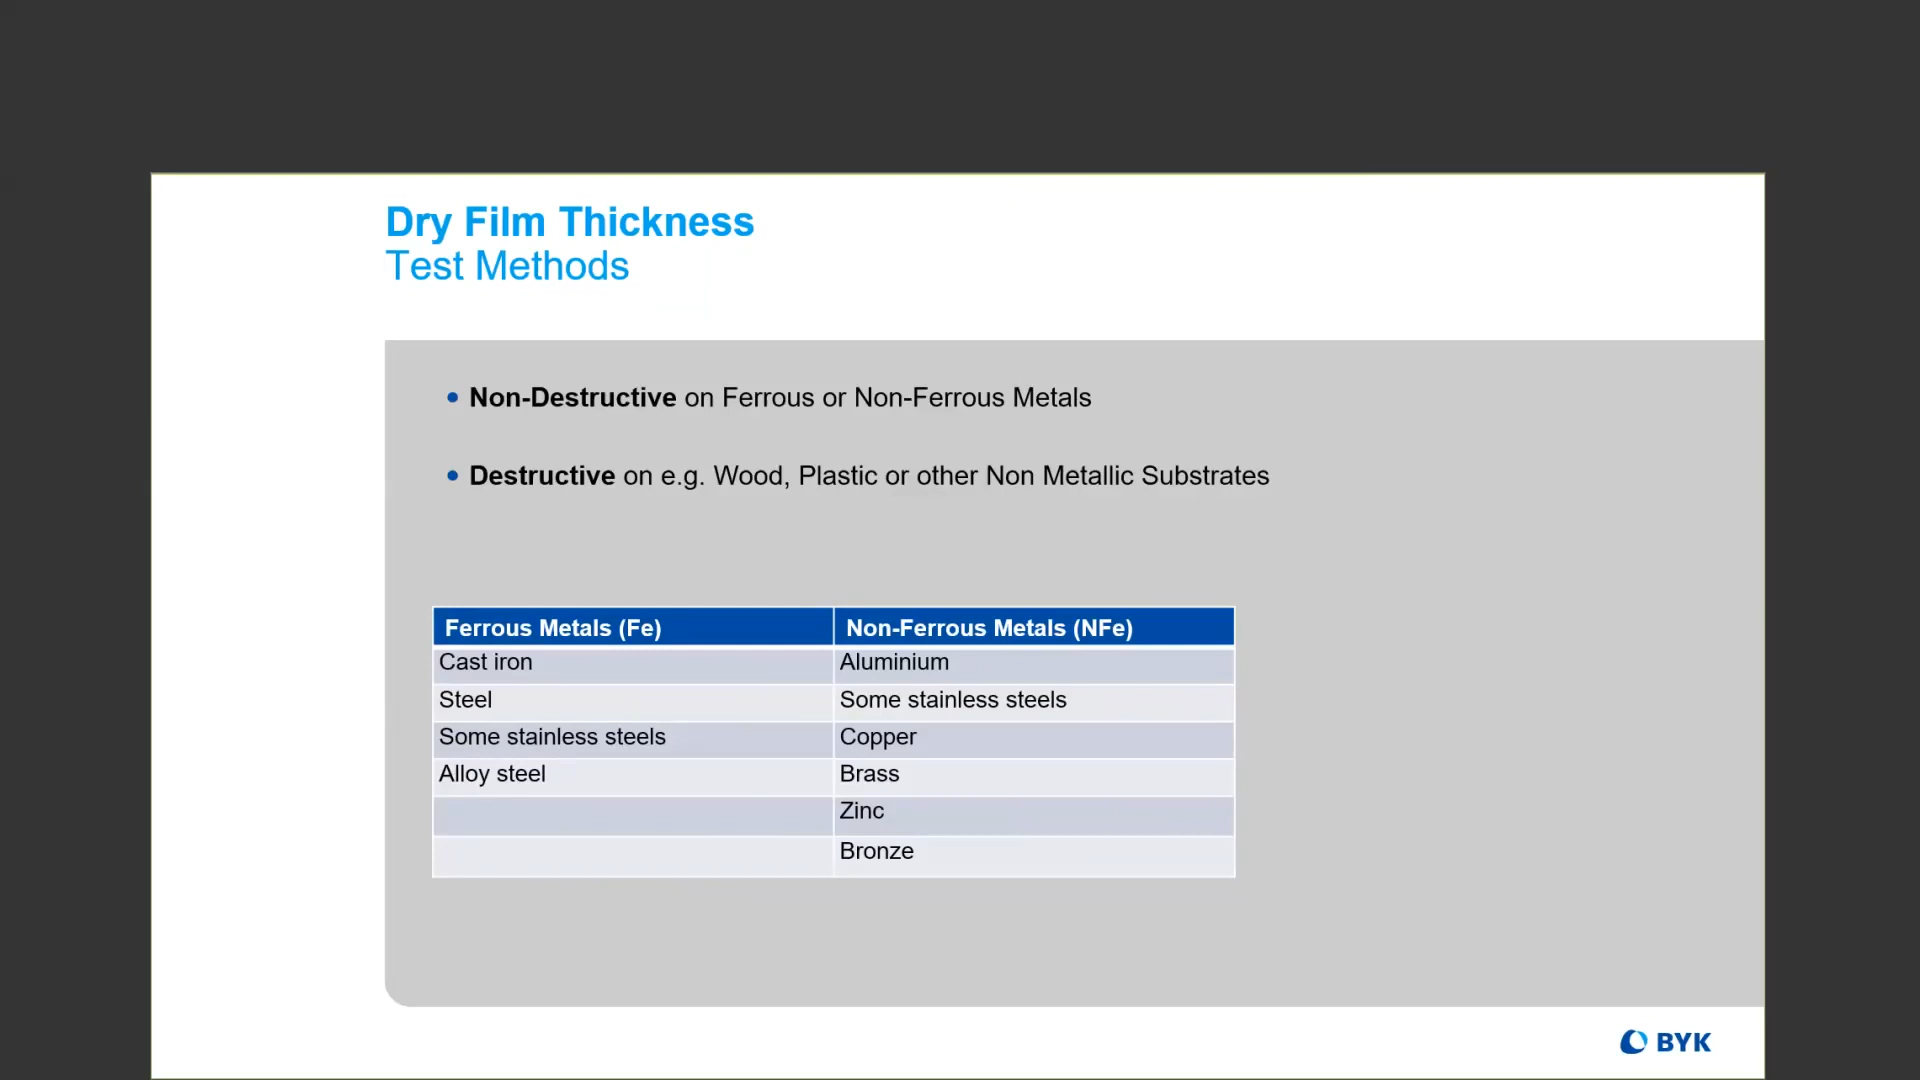 Dry Film Thickness
Test Methods
• Non-Destructive on Ferrous or Non-Ferrous Metals
• Destructive on e.g. Wood, Plastic or other Non Metallic Substrates
Ferrous Metals (Fe) Non-Ferrous Metals (NFe)
Cast iron Aluminium
Steel Some stainless steels
Some stainless steels Copper
Alloy steel Brass
Zinc
Bronze
BYK